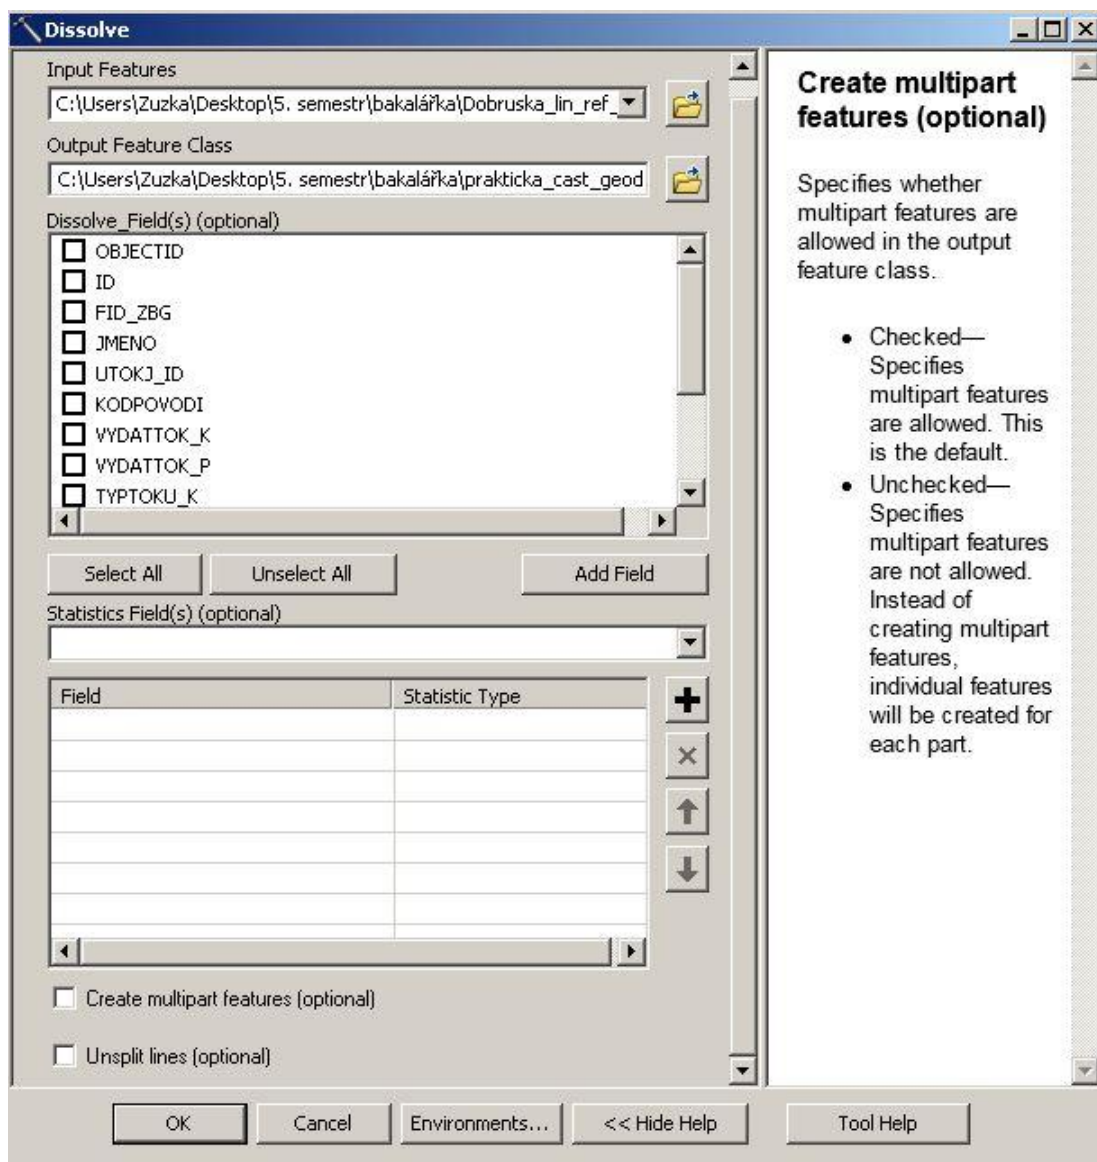 Dissolve
Input Features
C:\Users\Zuzka\Desktop\5. semestr\bakalářka\Dobruska_lin_ref_
Output Feature Class
C:\Users\Zuzka\Desktop\5. semestr\bakalářka\prakticka_cast_geod
Dissolve_Field(s) (optional)
OBJECTID
ID
FID_ZBG
JMENO
UTOKJ_ID
KODPOVODI
VYDATTOK_K
VYDATTOK_P
TYPTOKU_K
Select All
Unselect All
Add Field
Statistics Field(s) (optional)
Field
Statistic Type
Create multipart features (optional)
Unsplit lines (optional)
OK
Cancel
Environments...
<< Hide Help
Tool Help
Create multipart
features (optional)
Specifies whether
multipart features are
allowed in the output
feature class.
• Checked—
Specifies
multipart features
are allowed. This
is the default.
• Unchecked—
Specifies
multipart features
are not allowed.
Instead of
creating multipart
features,
individual features
will be created for
each part.